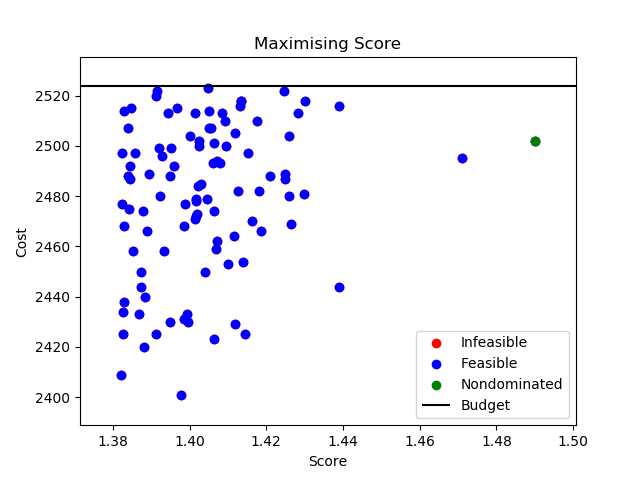 Maximising Score
Cost
2520
2500
2480
2460
2440
2420
2400
Infeasible
Feasible
Nondominated
Budget
1.38 1.40 1.42 1.44 1.46 1.48 1.50
Score